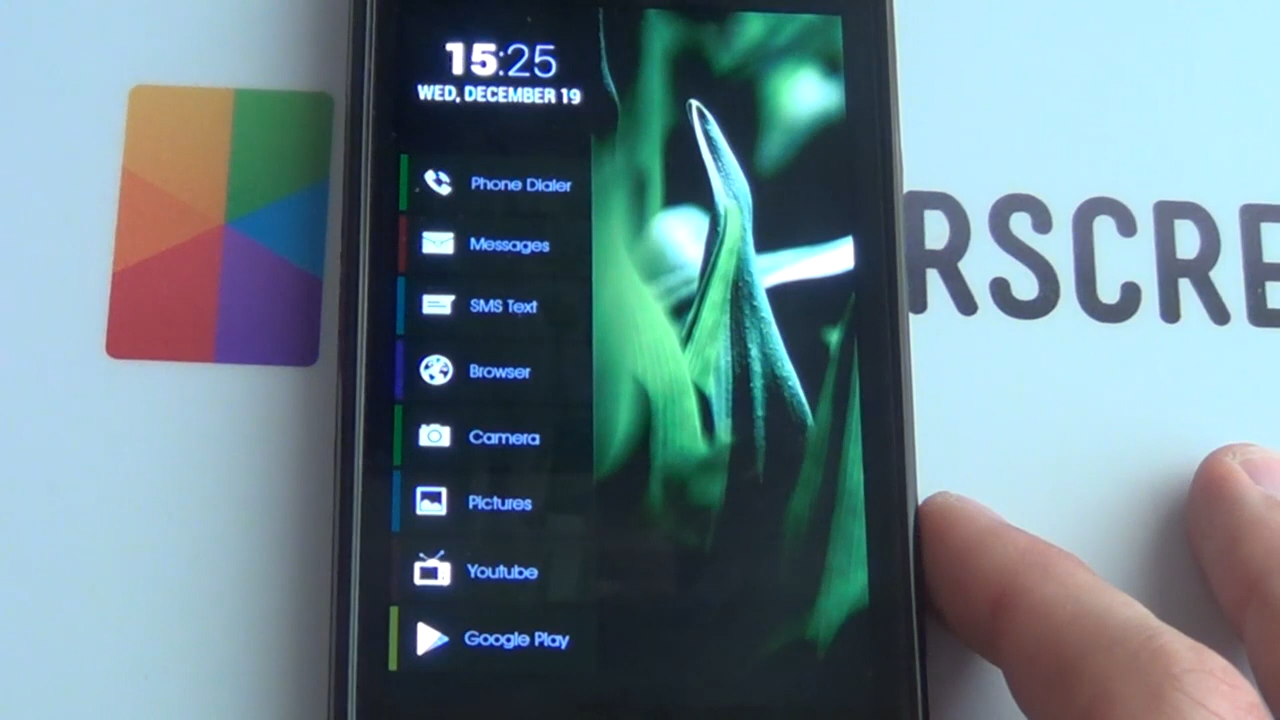 15:25
WED, DECEMBER 19
Phone Dialer
Messages
SMS Text
Browser
Camera
Pictures
Youtube
Google Play
RSCRE